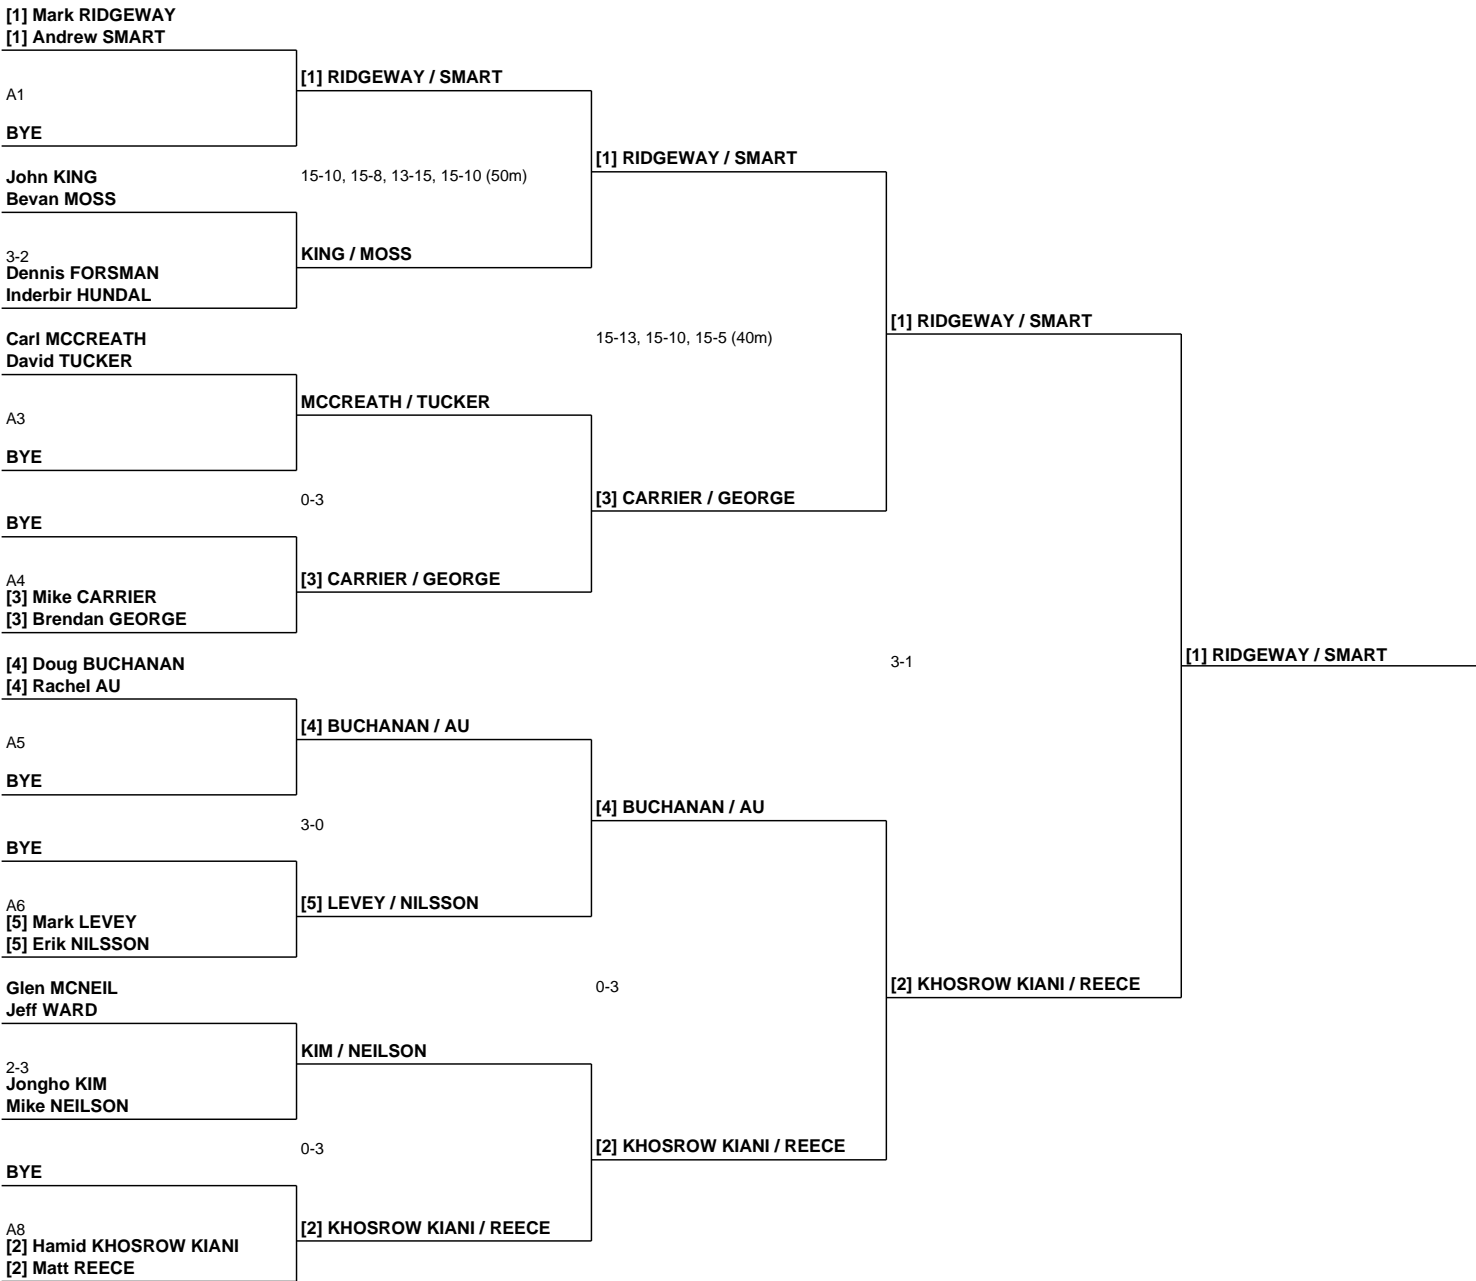 [1] Mark RIDGEWAY
[1] Andrew SMART
A1
BYE
John KING
Bevan MOSS
3-2
Dennis FORSMAN
Inderbir HUNDAL
Carl MCCREATH
David TUCKER
A3
BYE
BYE
A4
[3] Mike CARRIER
[3] Brendan GEORGE
[4] Doug BUCHANAN
[4] Rachel AU
A5
BYE
BYE
A6
[5] Mark LEVEY
[5] Erik NILSSON
Glen MCNEIL
Jeff WARD
2-3
Jongho KIM
Mike NEILSON
BYE
A8
[2] Hamid KHOSROW KIANI
[2] Matt REECE
[1] RIDGEWAY / SMART
15-10, 15-8, 13-15, 15-10 (50m)
KING / MOSS
MCCREATH / TUCKER
0-3
[3] CARRIER / GEORGE
[4] BUCHANAN / AU
3-0
[5] LEVEY / NILSSON
KIM / NEILSON
0-3
[2] KHOSROW KIANI / REECE
[1] RIDGEWAY / SMART
15-13, 15-10, 15-5 (40m)
[3] CARRIER / GEORGE
[4] BUCHANAN / AU
0-3
[2] KHOSROW KIANI / REECE
[1] RIDGEWAY / SMART
3-1
[2] KHOSROW KIANI / REECE
[1] RIDGEWAY / SMART